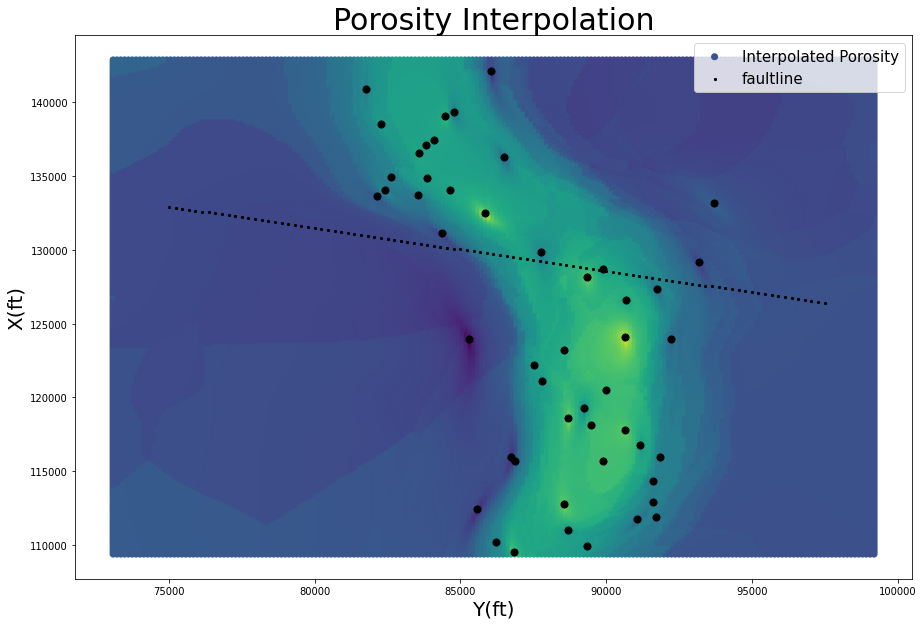 Porosity Interpolation
Interpolated Porosity
faultline
140000
135000
130000
125000
120000
115000
110000
X(ft)
75000 80000 85000 90000 95000 100000
Y(ft)